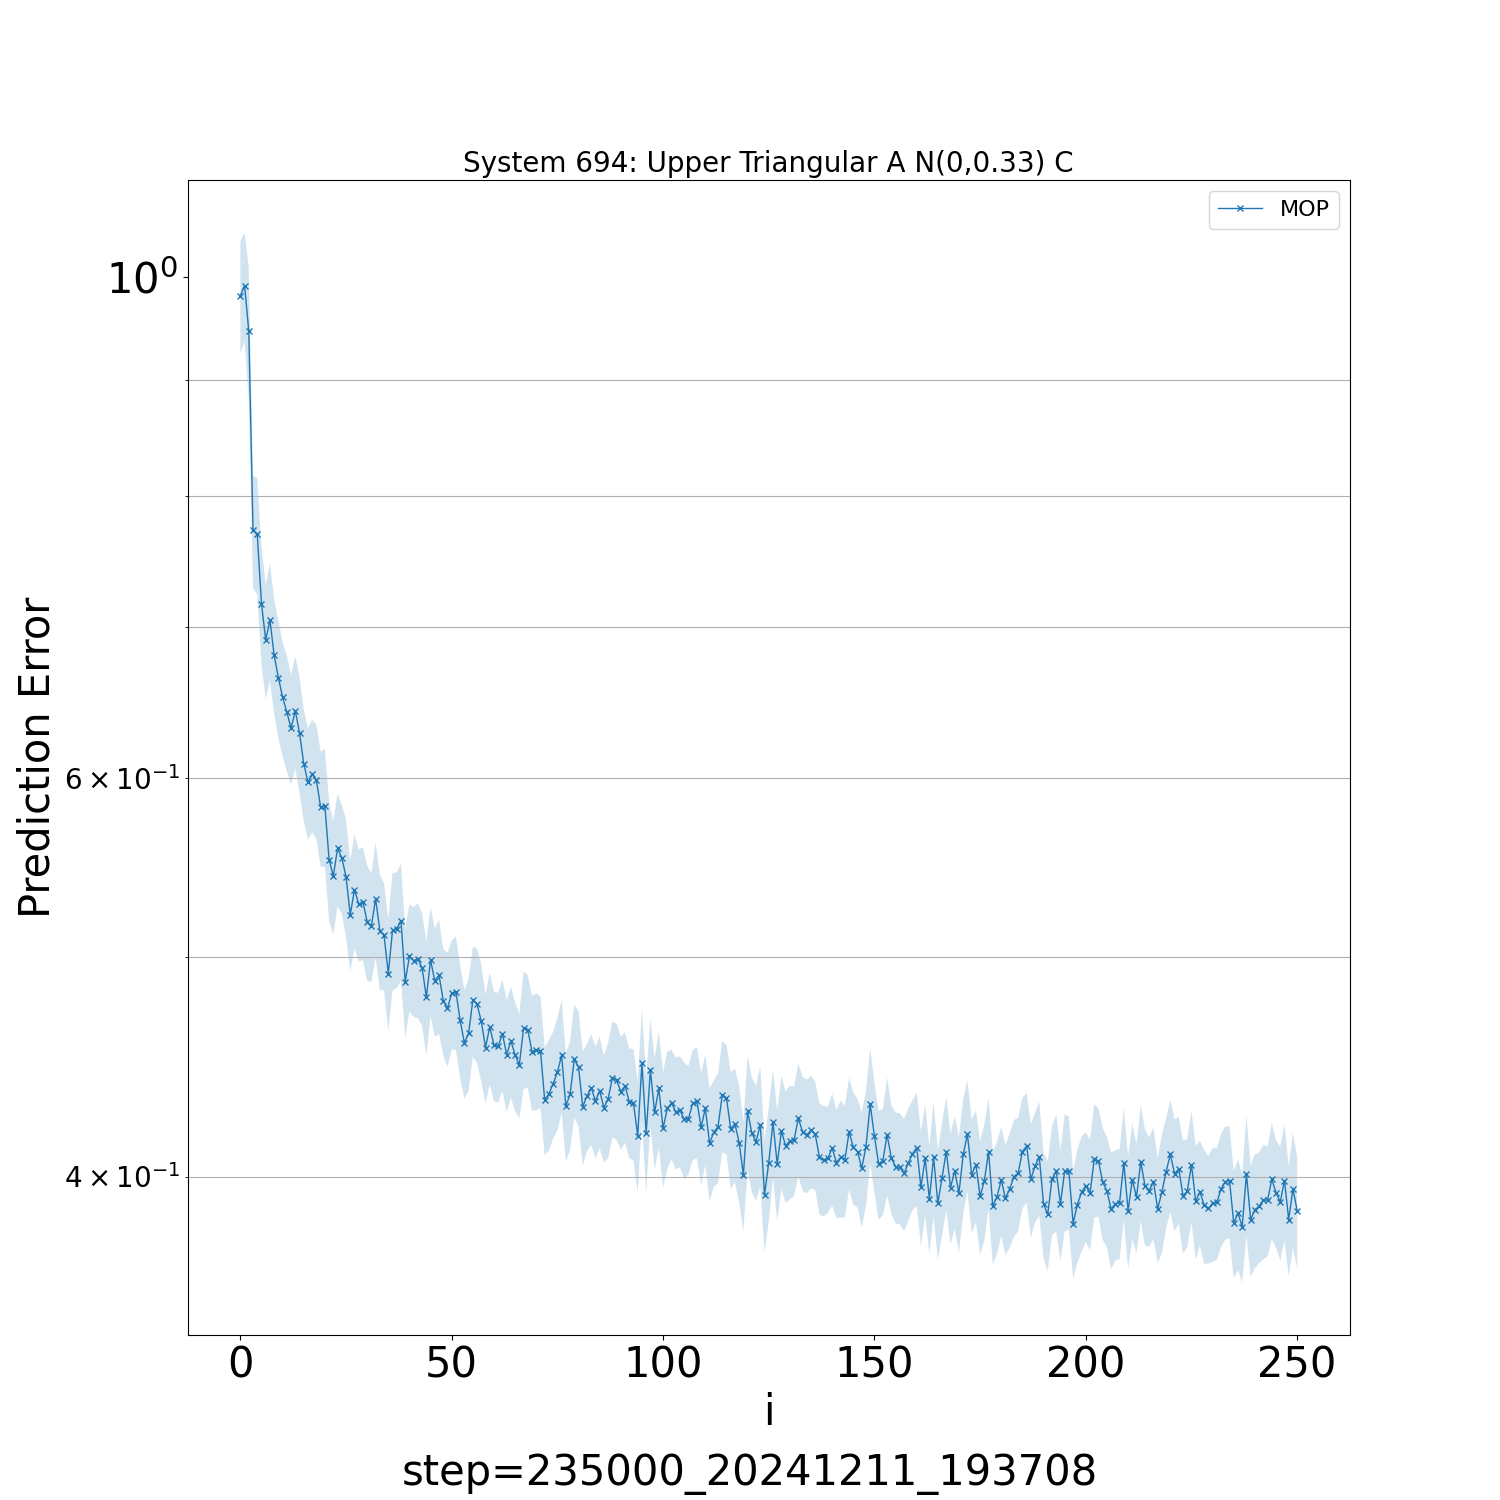 System 694: Upper Triangular A N(0,0.33) C
MOP
10⁰
6 × 10⁻¹
4 × 10⁻¹
Prediction Error
0 50 100 150 200 250
i
step=235000_20241211_193708